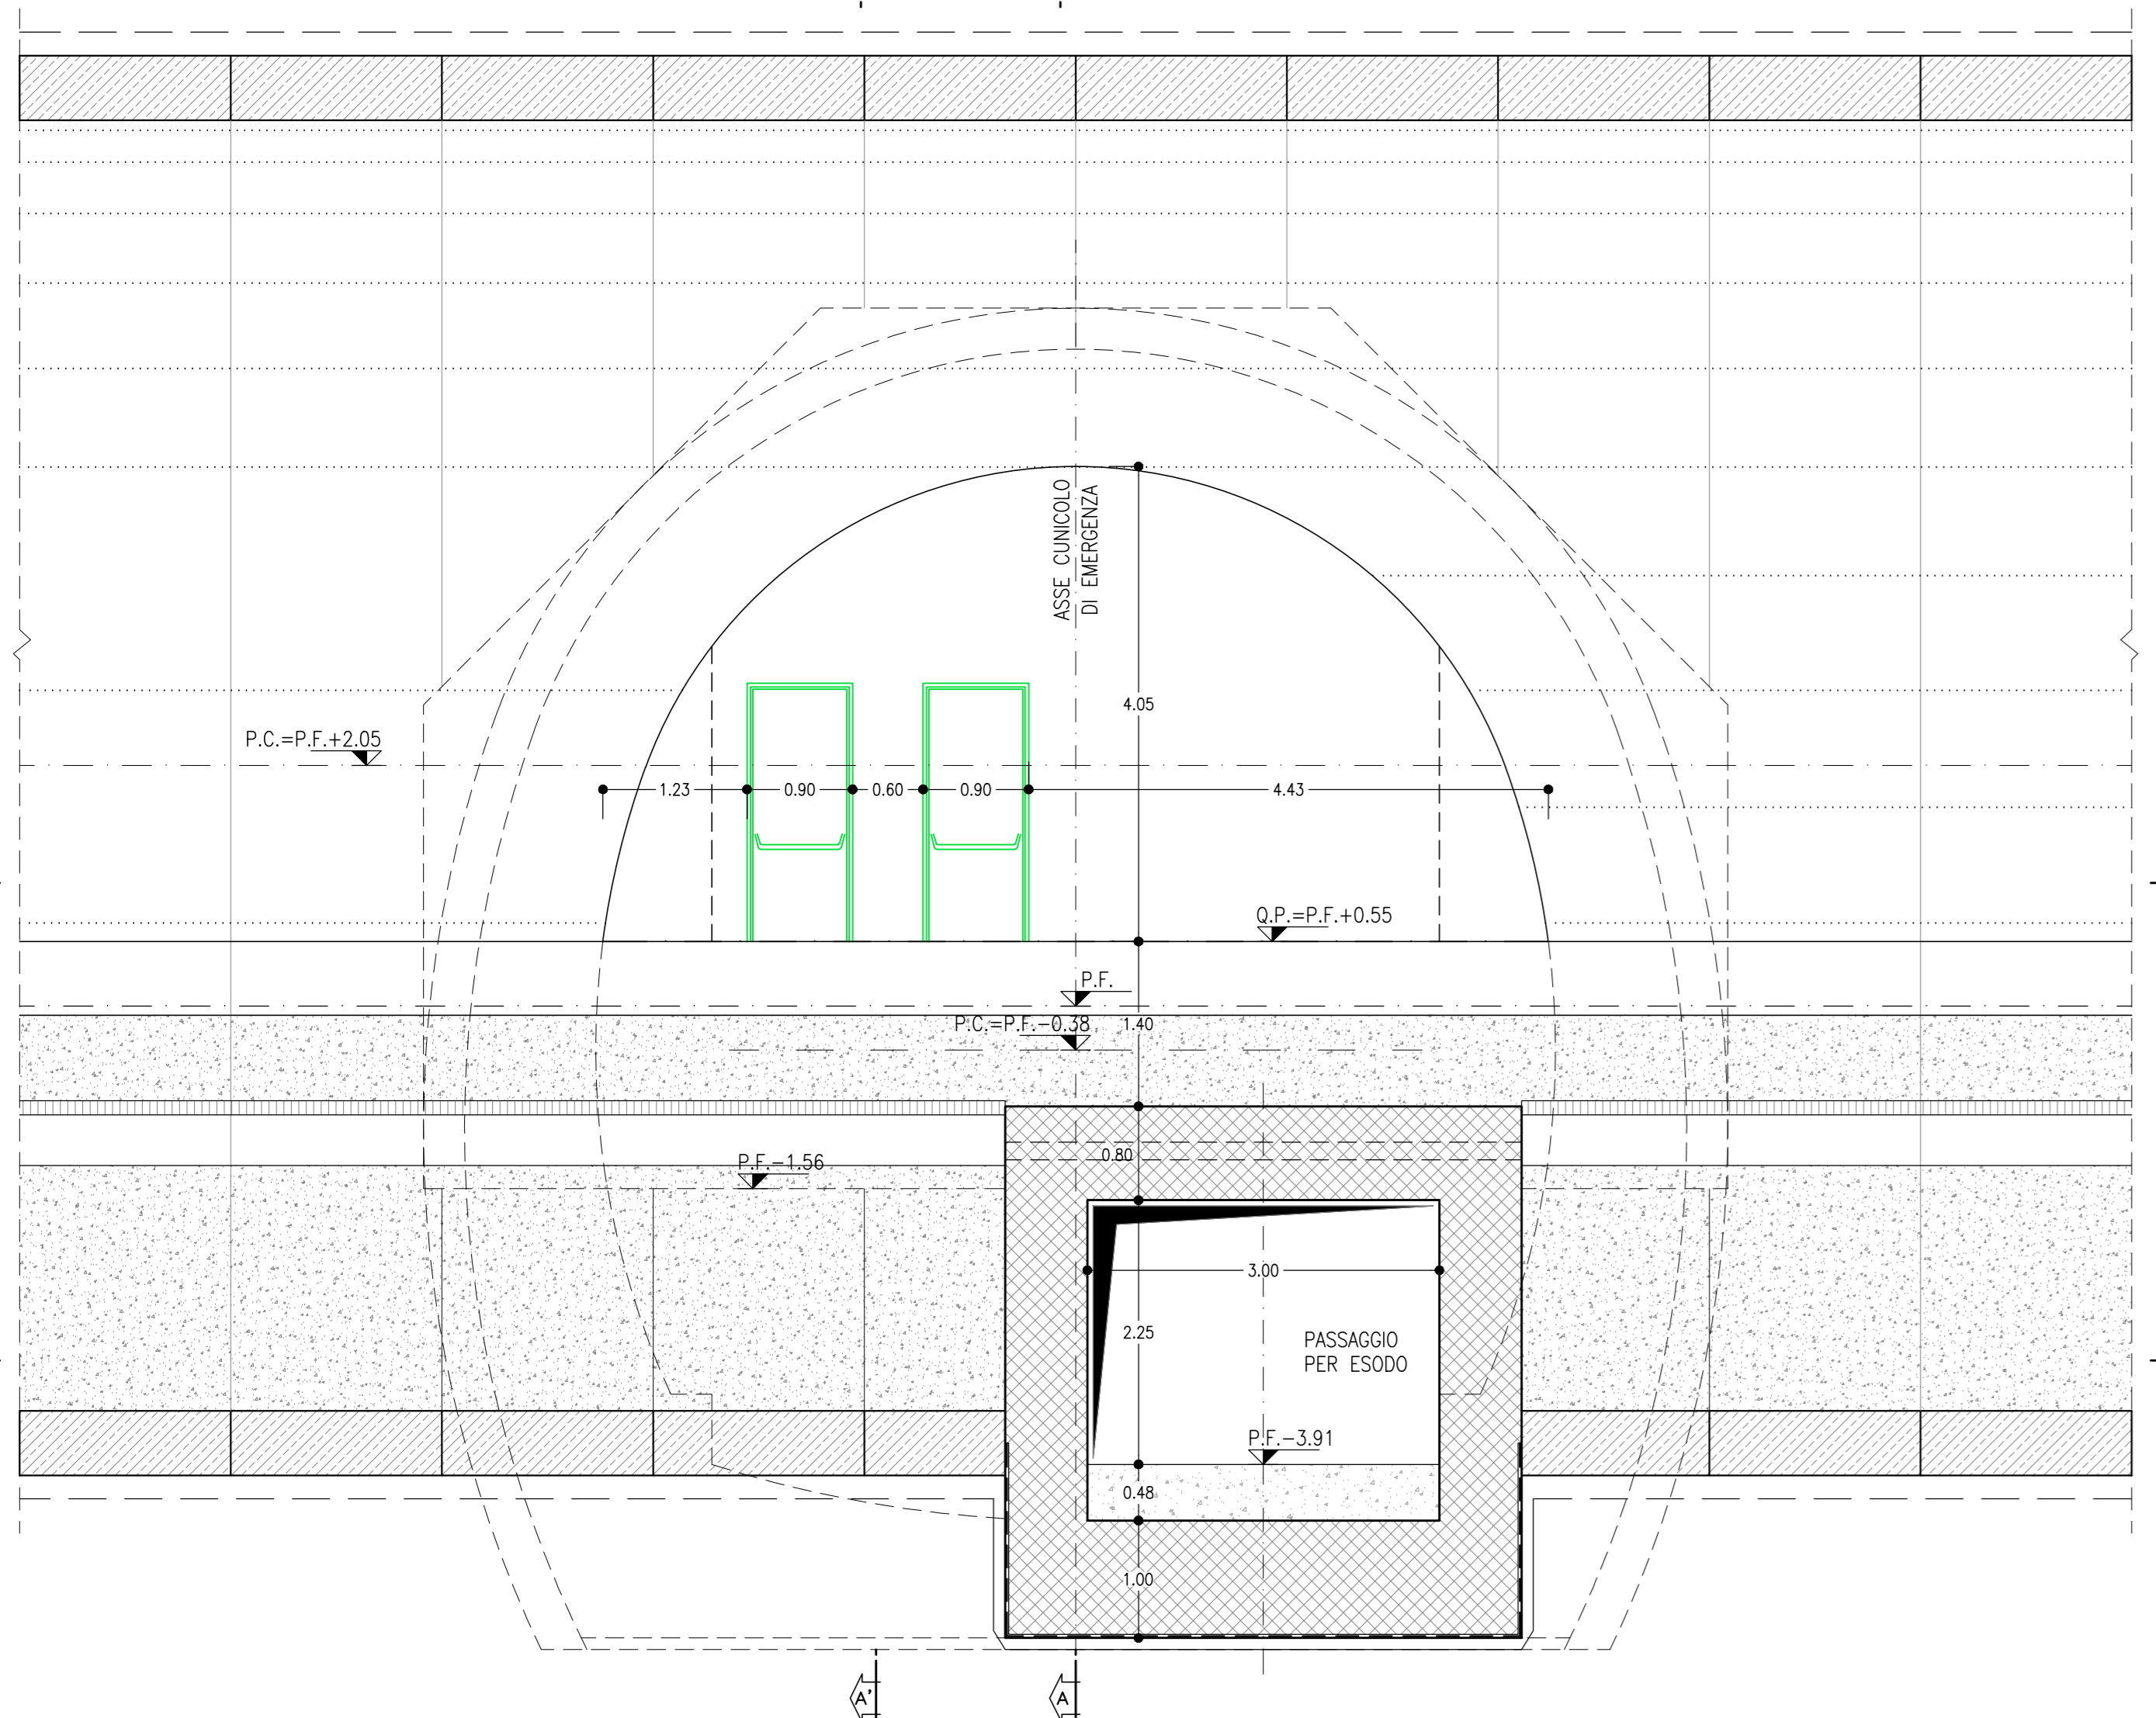 ASSE CUNICOLO
DI EMERGENZA
4.05
P.C.=P.F.+2.05
1.23
0.90
0.60
0.90
4.43
Q.P.=P.F.+0.55
P.F.
P.C.=P.F.-0.38
1.40
0.80
P.F.-1.56
3.00
2.25
PASSAGGIO
PER ESODO
P.F.-3.91
0.48
1.00
A'
A